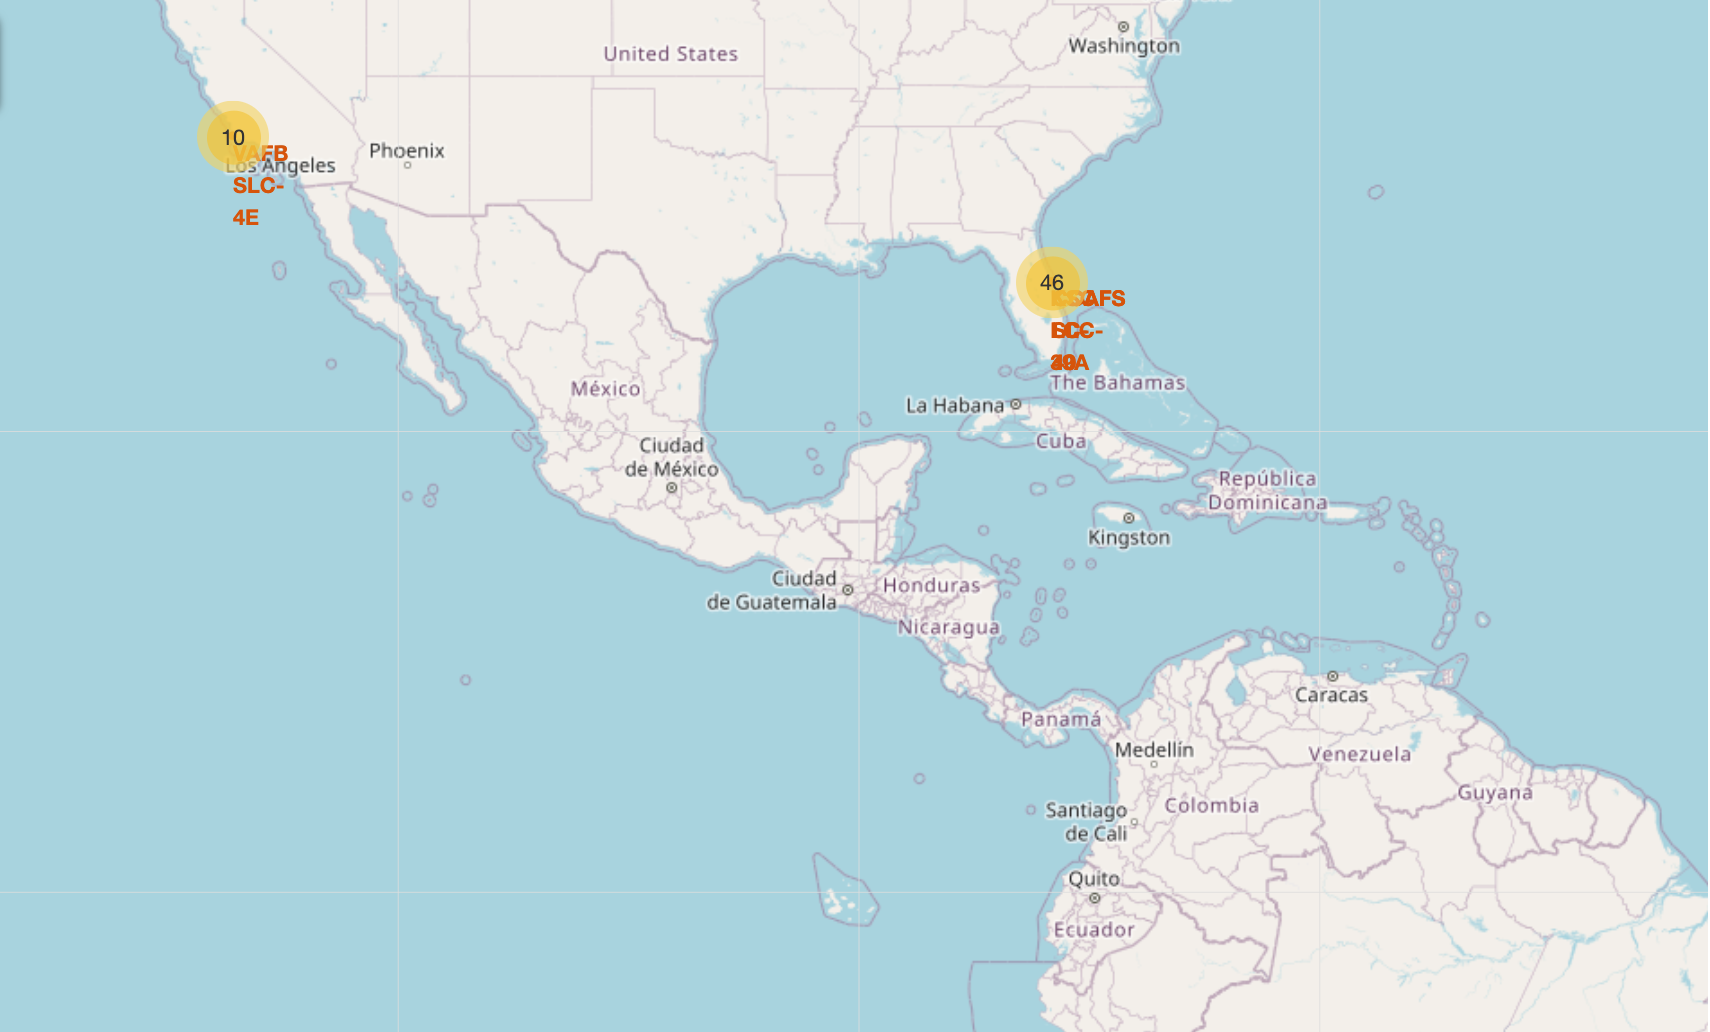 United States
Washington
10
Phoenix
VAFB
Los Angeles
SLC-
4E
46
The Bahamas
México
La Habana
Cuba
Ciudad
de México
República
Dominicana
Kingston
Ciudad
de Guatemala
Honduras
Nicaragua
Caracas
Panamá
Medellín
Venezuela
Guyana
Colombia
Santiago
de Cali
Quito
Ecuador